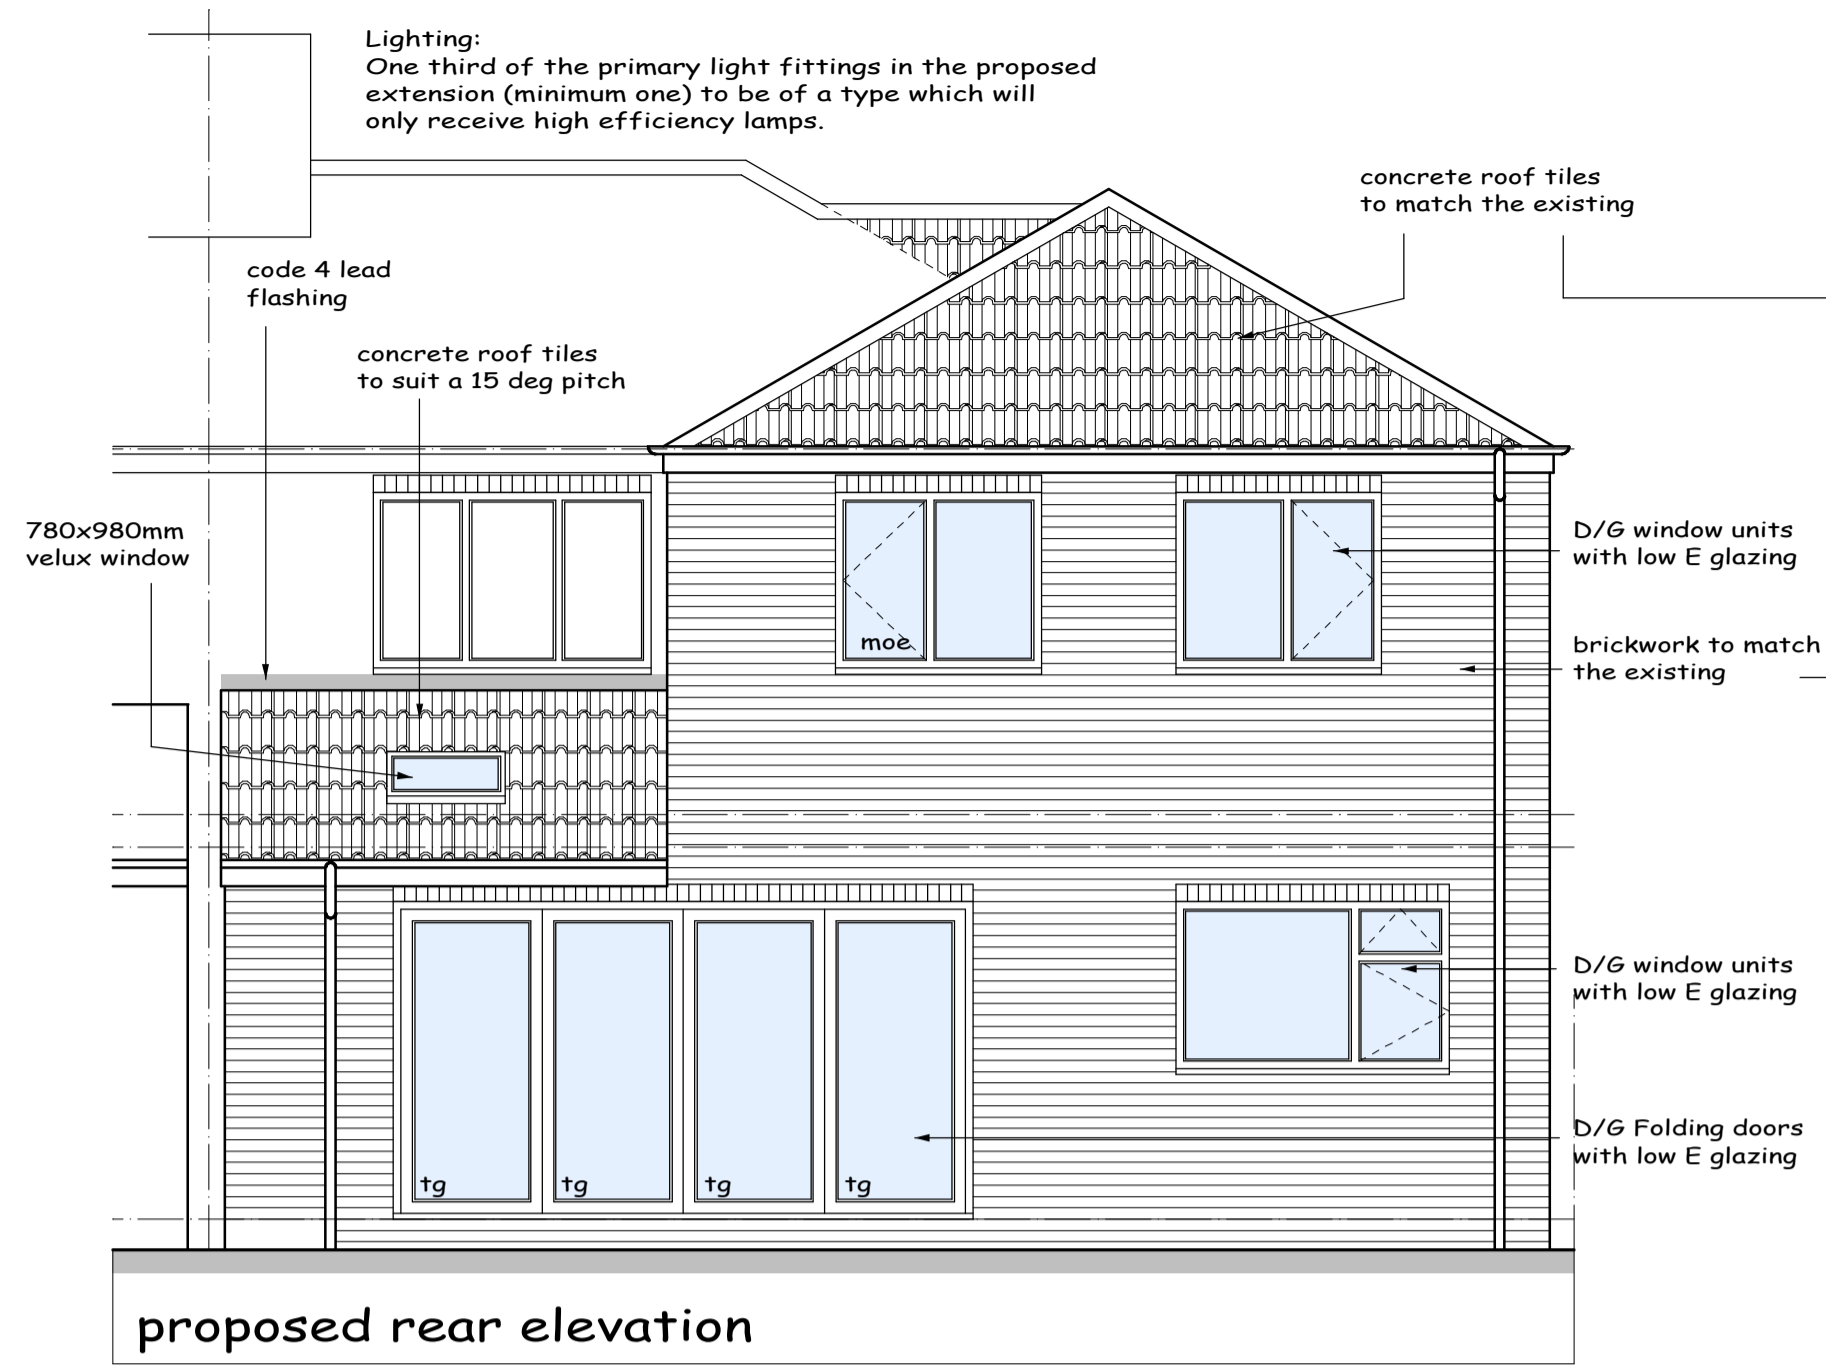 Lighting:
One third of the primary light fittings in the proposed
extension (minimum one) to be of a type which will
only receive high efficiency lamps.
concrete roof tiles
to match the existing
code 4 lead
flashing
concrete roof tiles
to suit a 15 deg pitch
780x980mm
velux window
D/G window units
with low E glazing
moe
brickwork to match
the existing
D/G window units
with low E glazing
D/G Folding doors
with low E glazing
tg
tg
tg
tg
proposed rear elevation